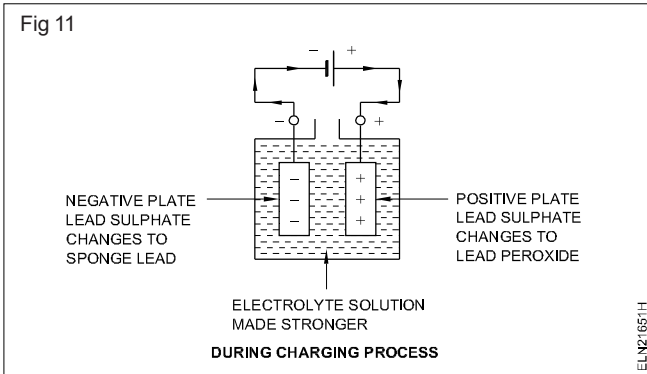 Fig 11
– +
– +
– +
– +
– +
NEGATIVE PLATE
LEAD SULPHATE
CHANGES TO
SPONGE LEAD
POSITIVE PLATE
LEAD SULPHATE
CHANGES TO
LEAD PEROXIDE
ELECTROLYTE SOLUTION
MADE STRONGER
DURING CHARGING PROCESS
ELN21651H